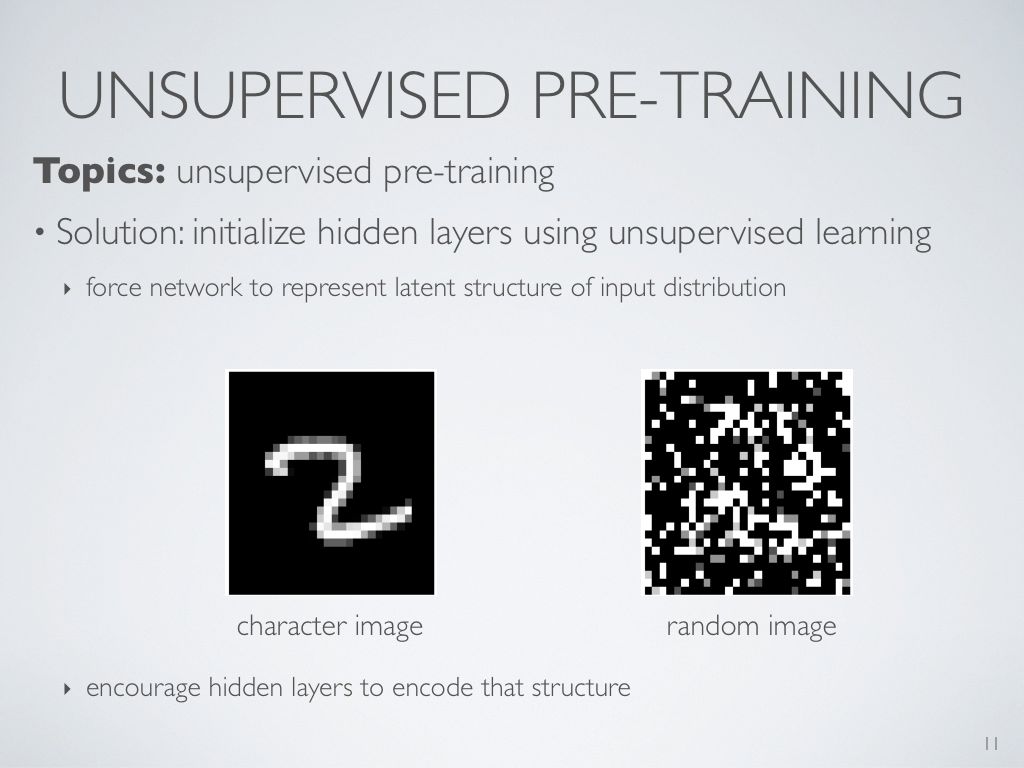 UNSUPERVISED PRE-TRAINING
Topics: unsupervised pre-training
• Solution: initialize hidden layers using unsupervised learning
‣ force network to represent latent structure of input distribution
character image
random image
‣ encourage hidden layers to encode that structure
11